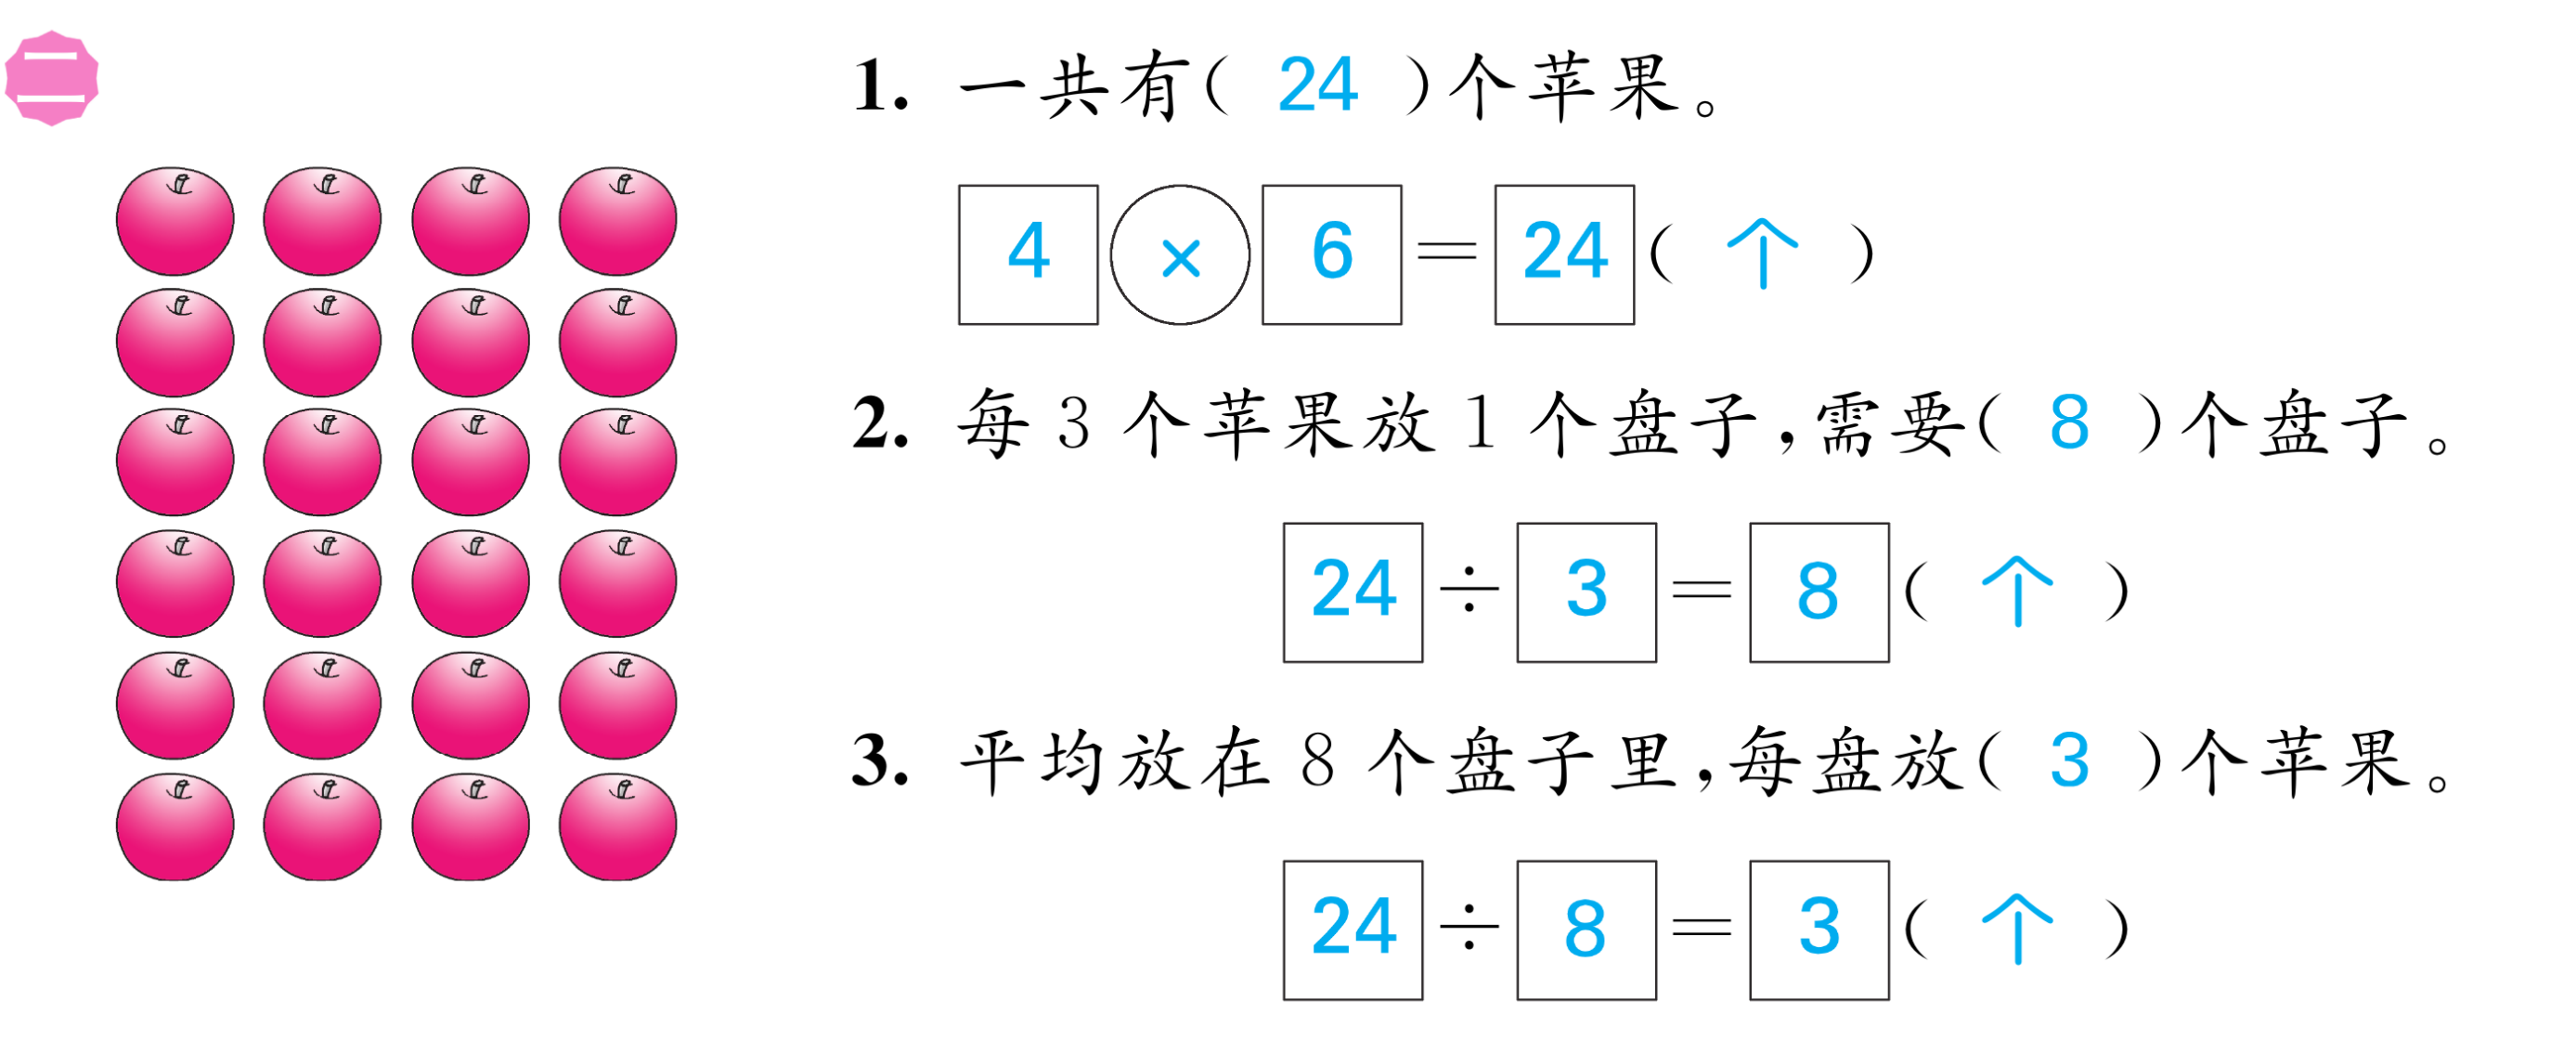 二
1. 一共有( 24 )个苹果。
4 × 6 = 24 ( 个 )
2. 每 3 个苹果放 1 个盘子,需要( 8 )个盘子。
24 ÷ 3 = 8 ( 个 )
3. 平均放在 8 个盘子里,每盘放( 3 )个苹果。
24 ÷ 8 = 3 ( 个 )